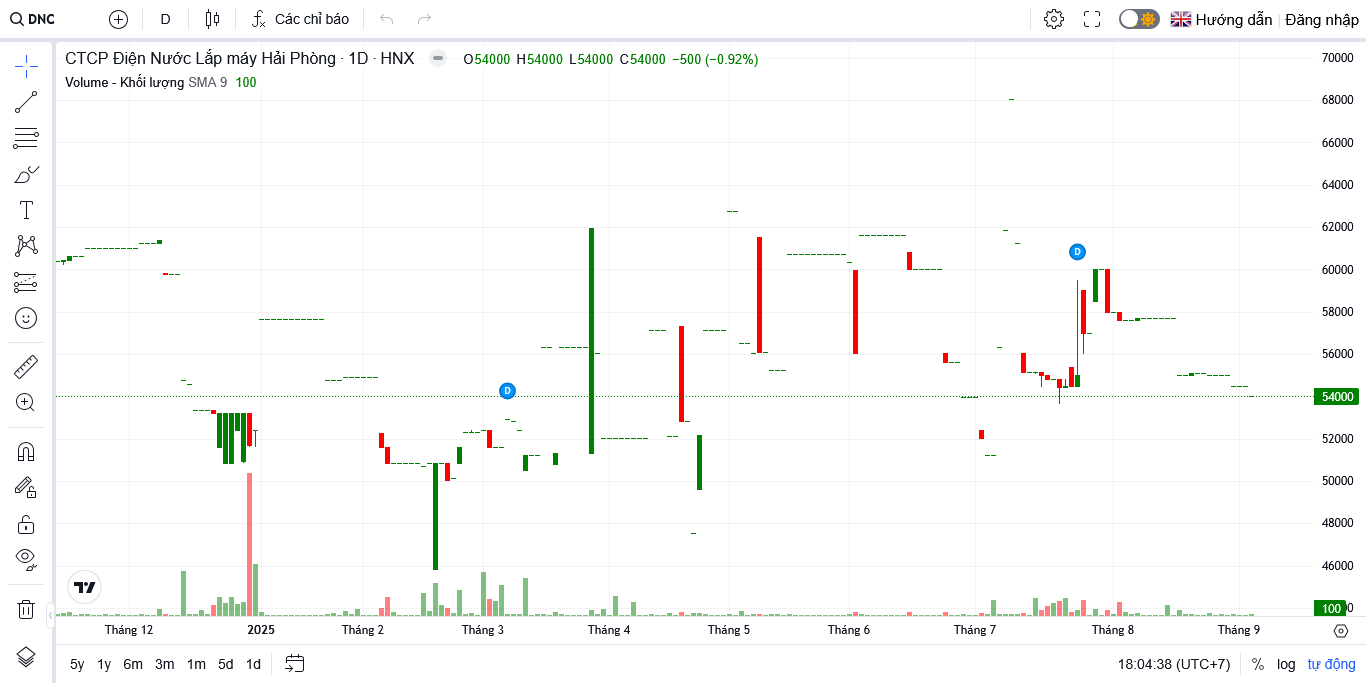 DNC D Các chỉ báo Hướng dẫn Đăng nhập
CTCP Điện Nước Lắp máy Hải Phòng · 1D · HNX O54000 H54000 L54000 C54000 −500 (−0.92%)
Volume - Khối lượng SMA 9 100
70000
68000
66000
64000
62000
60000
58000
56000
54000
52000
50000
48000
46000
100
D
D
Tháng 12 2025 Tháng 2 Tháng 3 Tháng 4 Tháng 5 Tháng 6 Tháng 7 Tháng 8 Tháng 9
5y 1y 6m 3m 1m 5d 1d 18:04:38 (UTC+7) % log tự động